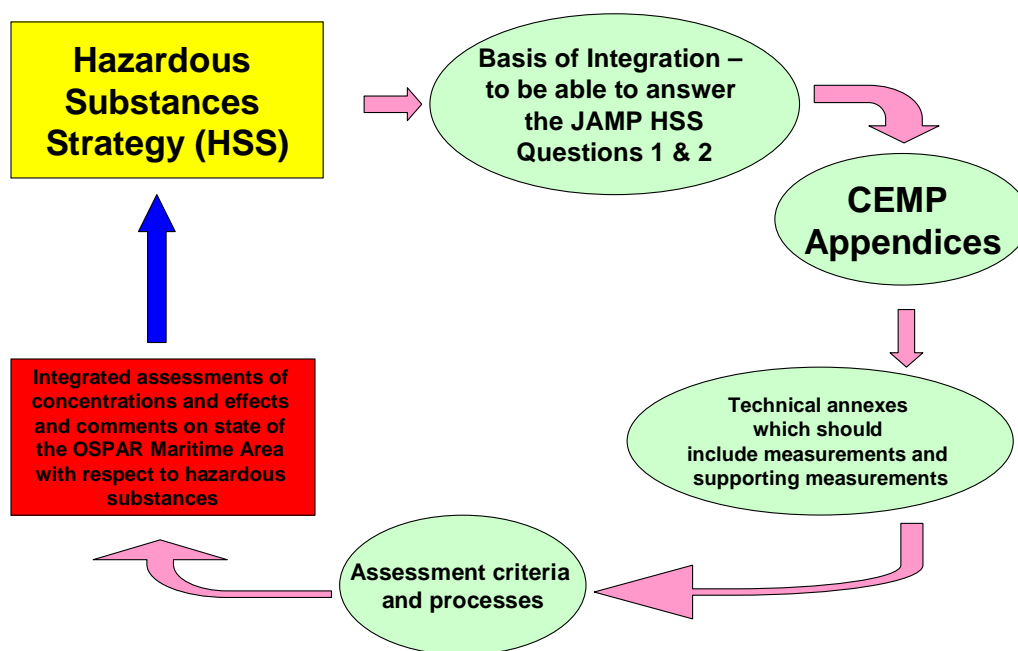 Hazardous
Substances
Strategy (HSS)
Basis of Integration –
to be able to answer
the JAMP HSS
Questions 1 & 2
CEMP
Appendices
Technical annexes
which should
include measurements and
supporting measurements
Assessment criteria
and processes
Integrated assessments of
concentrations and effects
and comments on state of
the OSPAR Maritime Area
with respect to hazardous
substances